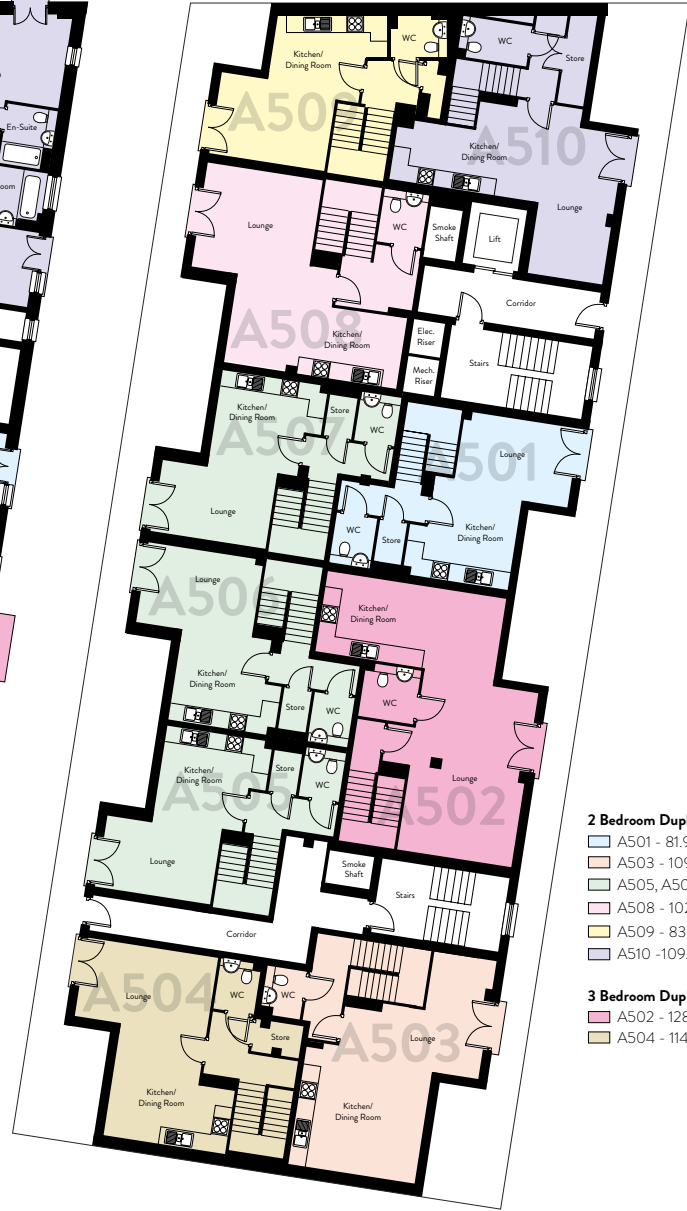 En-Suite
oom
WC
Kitchen/
Dining Room
A509
WC
Store
A510
Kitchen/
Dining Room
Lounge
Lounge
WC
Smoke
Shaft
Lift
Corridor
A508
Kitchen/
Dining Room
Elec.
Riser
Mech.
Riser
Stairs
Kitchen/
Dining Room
Store
WC
A507
Lounge
A501
Lounge
WC
Store
Kitchen/
Dining Room
Lounge
A506
Kitchen/
Dining Room
Store
WC
Kitchen/
Dining Room
WC
Lounge
A502
Kitchen/
Dining Room
Store
WC
A505
Lounge
Smoke
Shaft
Stairs
Corridor
Lounge
A504
WC
Store
Kitchen/
Dining Room
WC
Lounge
A503
Kitchen/
Dining Room
2 Bedroom Dup
A501 - 81.9
A503 - 109
A505, A50
A508 - 102
A509 - 83
A510 -109.
3 Bedroom Dup
A502 - 128
A504 - 114